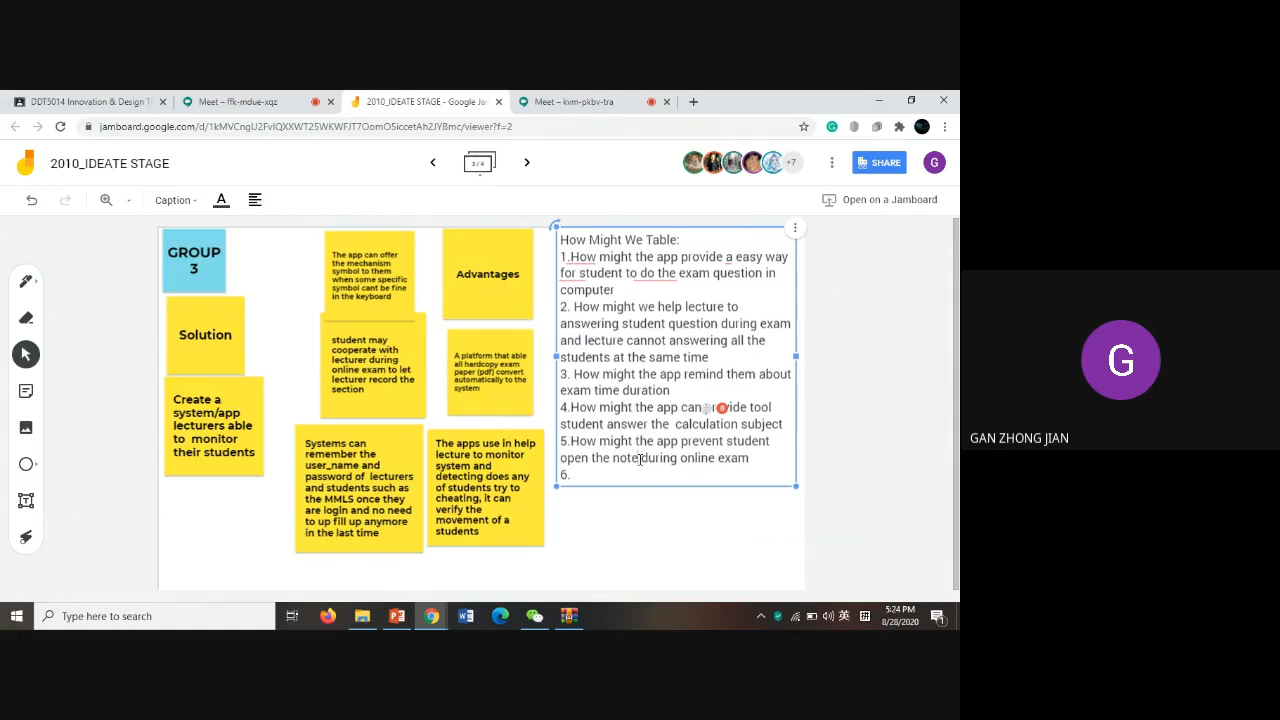 DDT5014 Innovation & Design T
Meet – ffk-mdue-xqz
2010_IDEATE STAGE - Google Ja
Meet – kvm-pkbv-tra
jamboard.google.com/d/1kMVCngU2FvIQXXWT25WKWFJT7OomO5iccetAh2JYBmc/viewer?f=2
2010_IDEATE STAGE
3 / 4
+7
SHARE
G
Caption
A
Open on a Jamboard
GROUP
3
Solution
Create a
system/app
lecturers able
to monitor
their students
The app can offer
the mechanism
symbol to them
when some specific
symbol cant be fine
in the keyboard
student may
cooperate with
lecturer during
online exam to let
lecturer record the
section
Systems can
remember the
user_name and
password of lecturers
and students such as
the MMLS once they
are login and no need
to up fill up anymore
in the last time
Advantages
A platform that able
all hardcopy exam
paper (pdf) convert
automatically to the
system
The apps use in help
lecture to monitor
system and
detecting does any
of students try to
cheating, it can
verify the
movement of a
students
How Might We Table:
1.How might the app provide a easy way
for student to do the exam question in
computer
2. How might we help lecture to
answering student question during exam
and lecture cannot answering all the
students at the same time
3. How might the app remind them about
exam time duration
4.How might the app can provide tool
student answer the calculation subject
5.How might the app prevent student
open the note during online exam
6.
G
GAN ZHONG JIAN
Type here to search
英
5:24 PM
8/28/2020
1